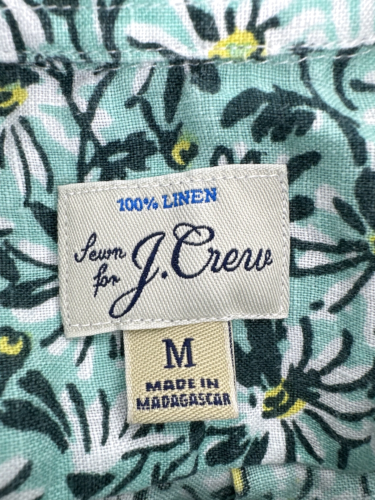 100% LINEN
Sewn
for J.Crew
M
MADE IN
MADAGASCAR